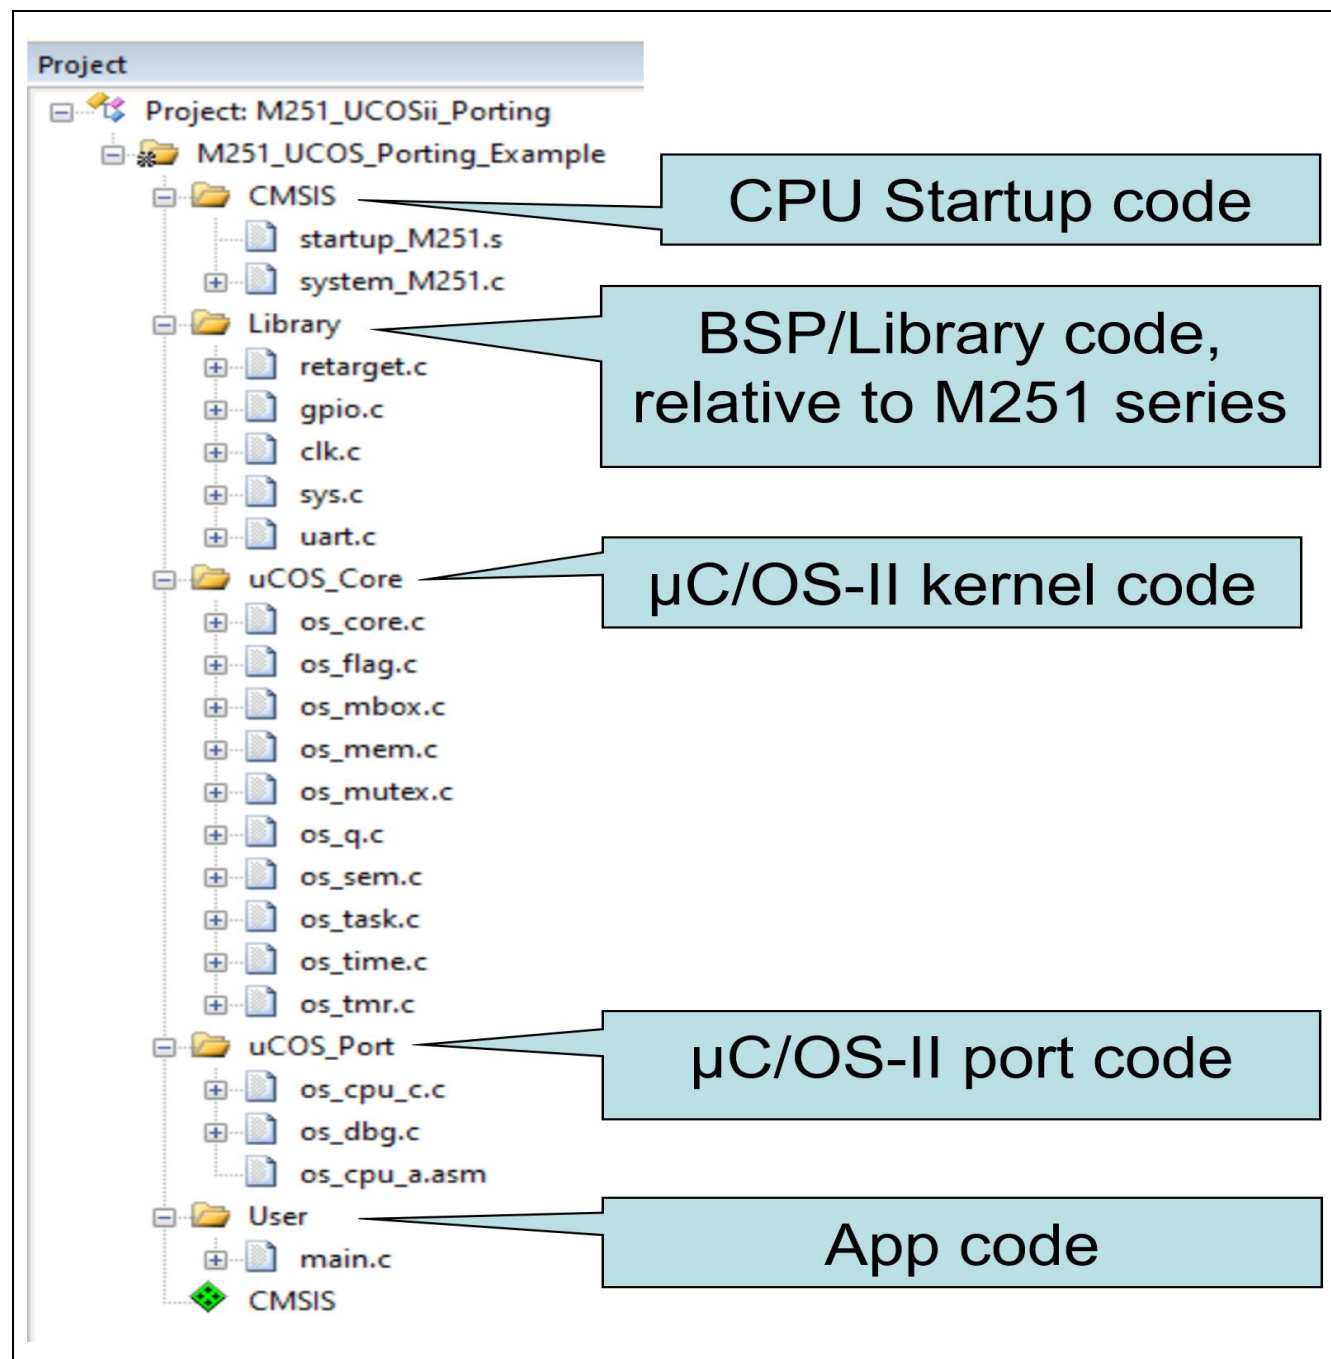 Project
Project: M251_UCOSii_Porting
M251_UCOS_Porting_Example
CMSIS
CPU Startup code
startup_M251.s
system_M251.c
Library
BSP/Library code,
relative to M251 series
retarget.c
gpio.c
clk.c
sys.c
uart.c
uCOS_Core
µC/OS-II kernel code
os_core.c
os_flag.c
os_mbox.c
os_mem.c
os_mutex.c
os_q.c
os_sem.c
os_task.c
os_time.c
os_tmr.c
uCOS_Port
µC/OS-II port code
os_cpu_c.c
os_dbg.c
os_cpu_a.asm
User
App code
main.c
CMSIS